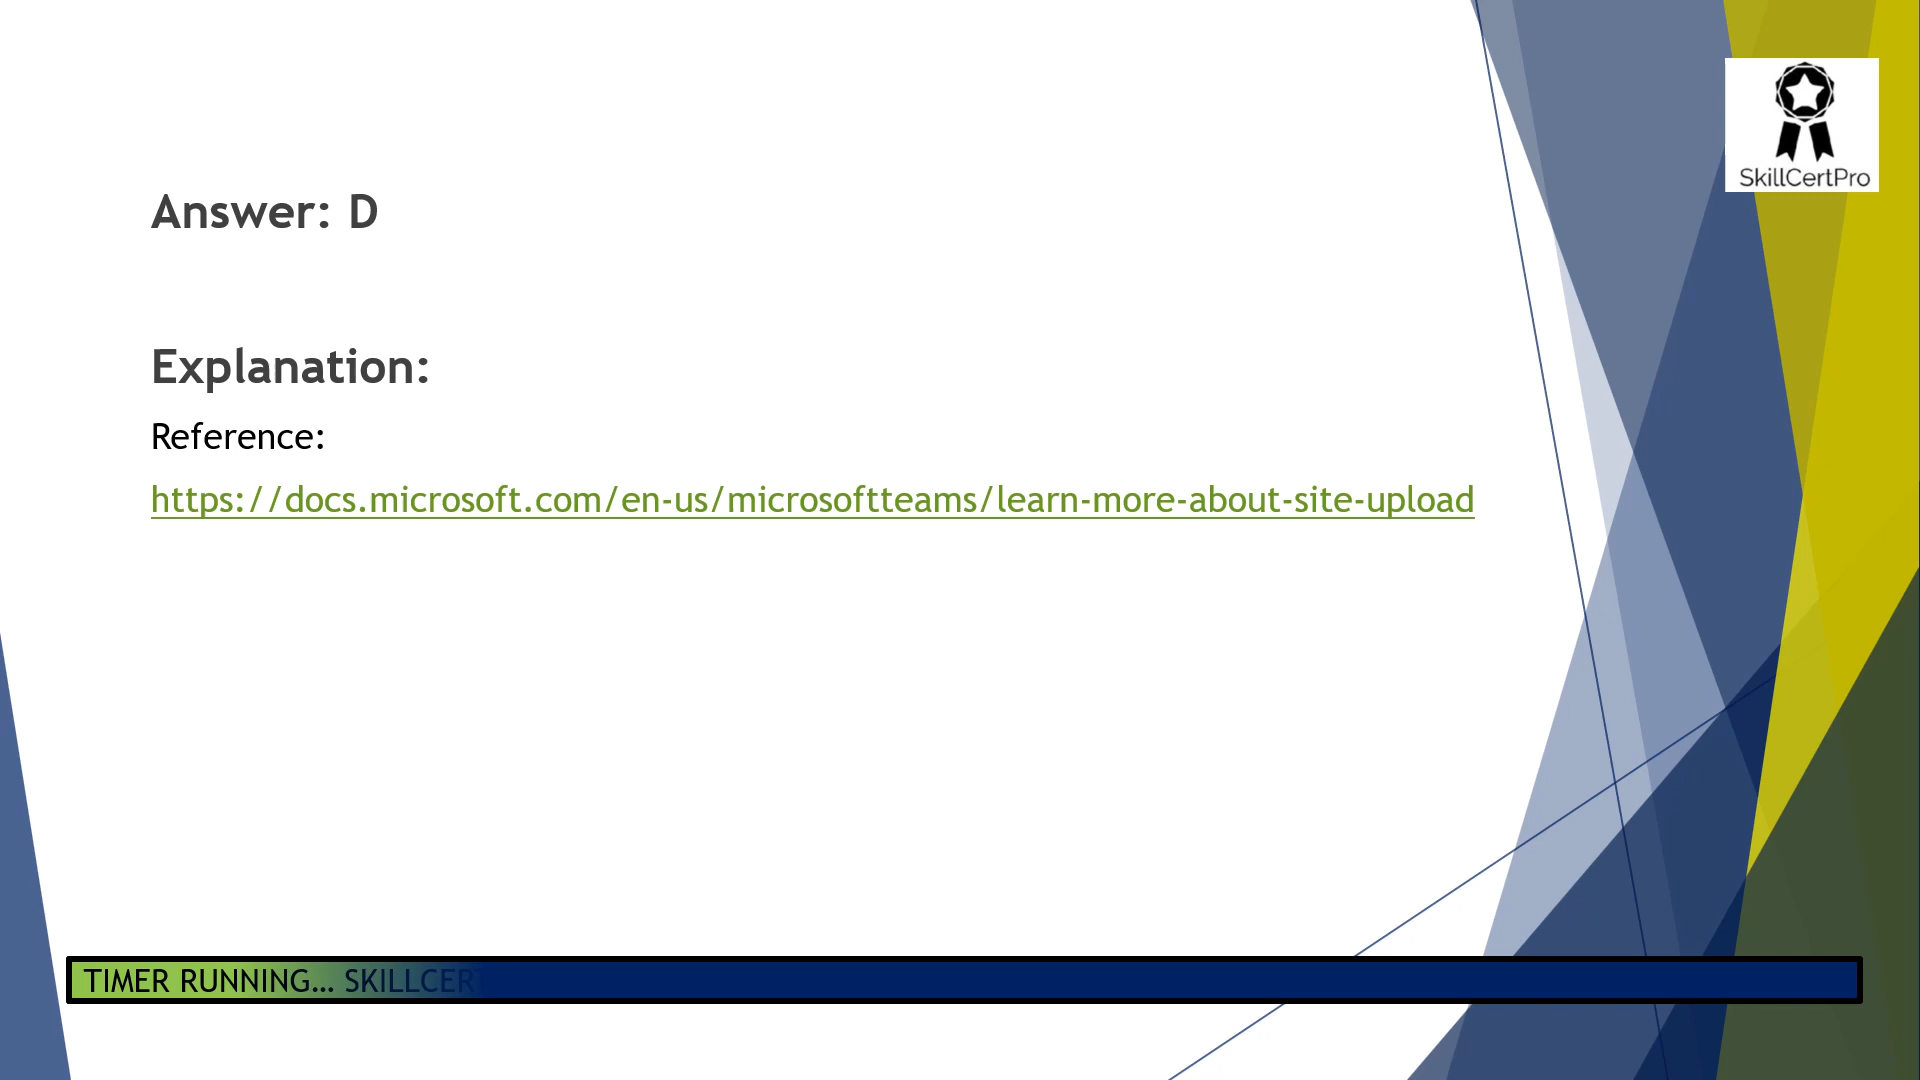 SkillCertPro
Answer: D
Explanation:
Reference:
https://docs.microsoft.com/en-us/microsoftteams/learn-more-about-site-upload
TIMER RUNNING... SKILLCERT